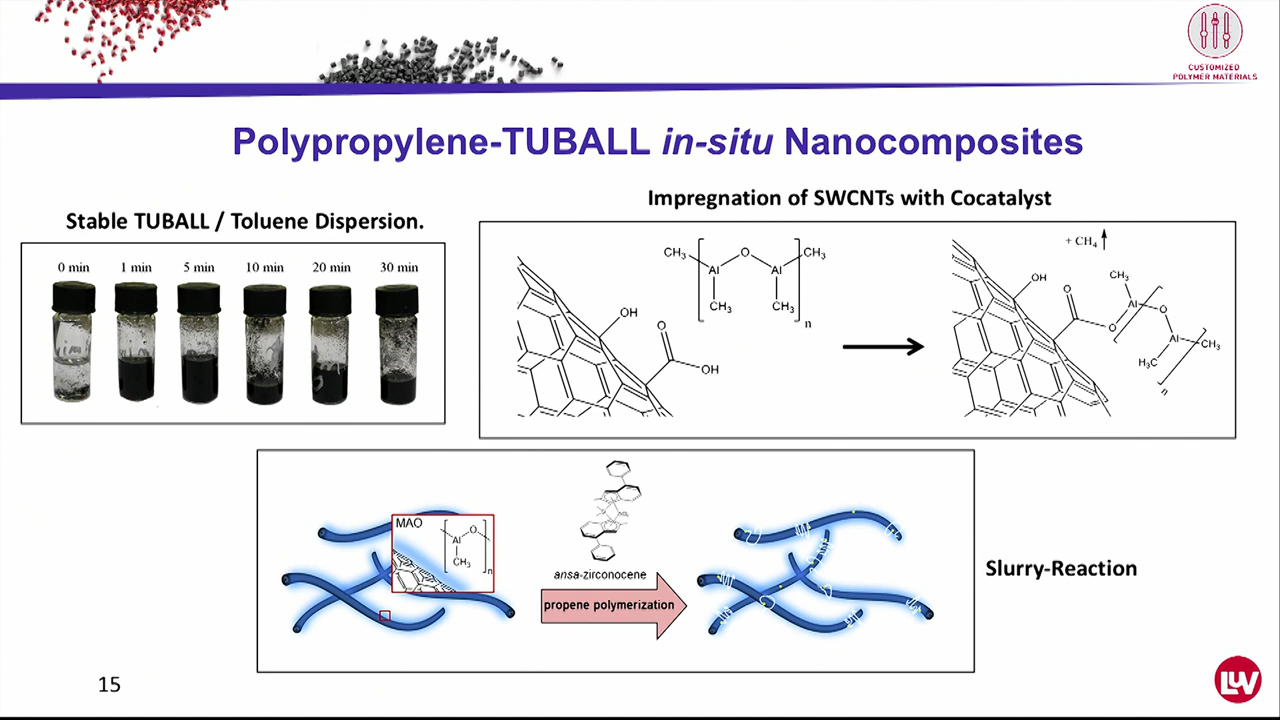 CUSTOMIZED
POLYMER MATERIALS
Polypropylene-TUBALL in-situ Nanocomposites
Stable TUBALL / Toluene Dispersion.
0 min 1 min 5 min 10 min 20 min 30 min
Impregnation of SWCNTs with Cocatalyst
CH3 O CH3
Al Al
CH3 CH3
n
OH
O
OH
+ CH4
OH
O
CH3
Al
O
O
Al
CH3
H3C
n
MAO
O
Al
CH3
n
ansa-zirconocene
propene polymerization
Slurry-Reaction
15
LUV